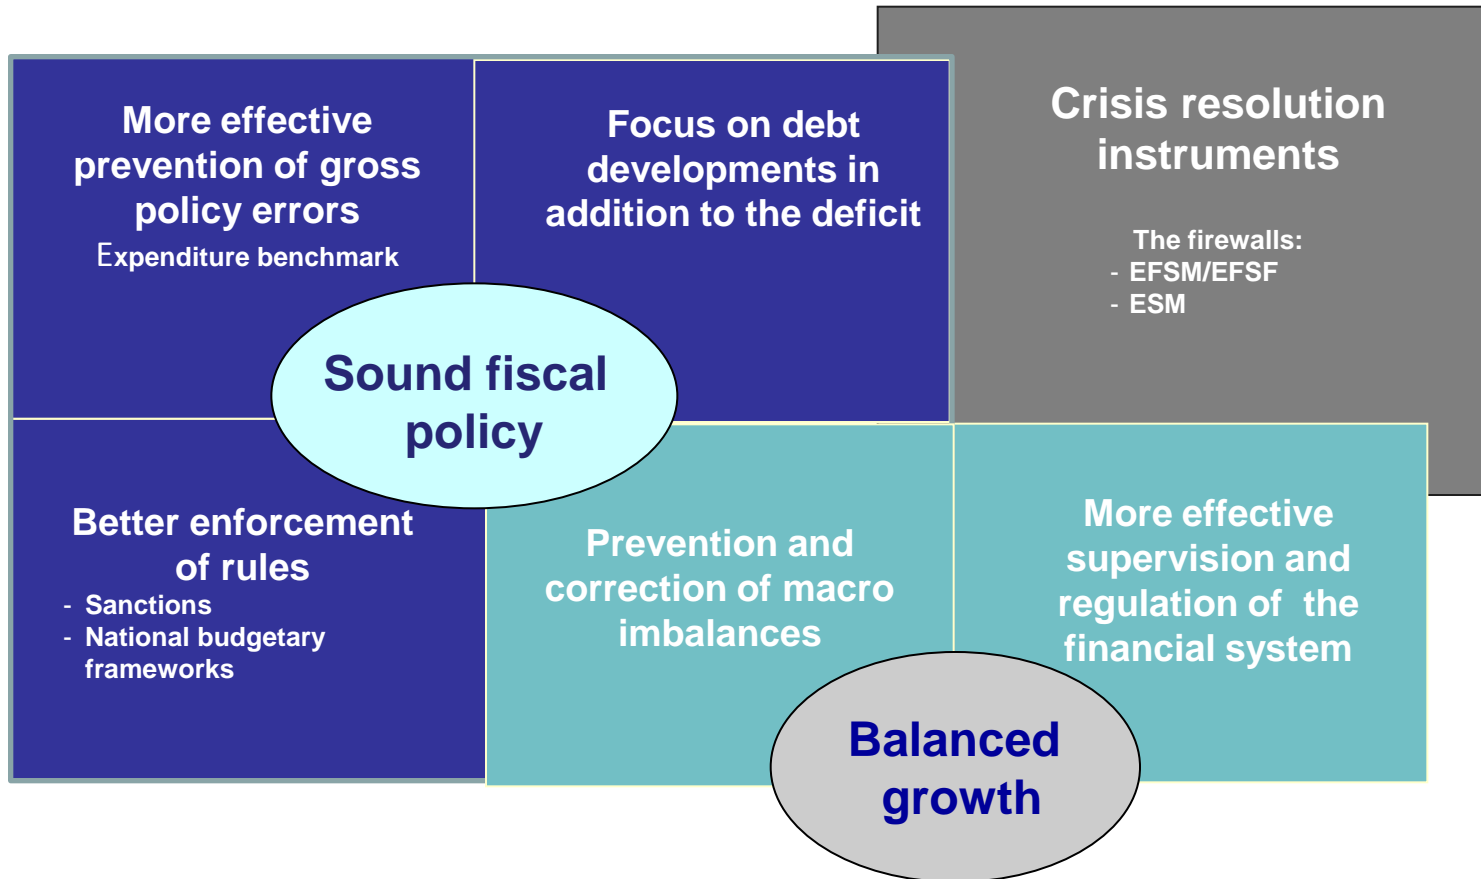 More effective
prevention of gross
policy errors
Expenditure benchmark
Focus on debt
developments in
addition to the deficit
Crisis resolution
instruments
The firewalls:
- EFSM/EFSF
- ESM
Sound fiscal
policy
Better enforcement
of rules
- Sanctions
- National budgetary
frameworks
Prevention and
correction of macro
imbalances
More effective
supervision and
regulation of the
financial system
Balanced
growth